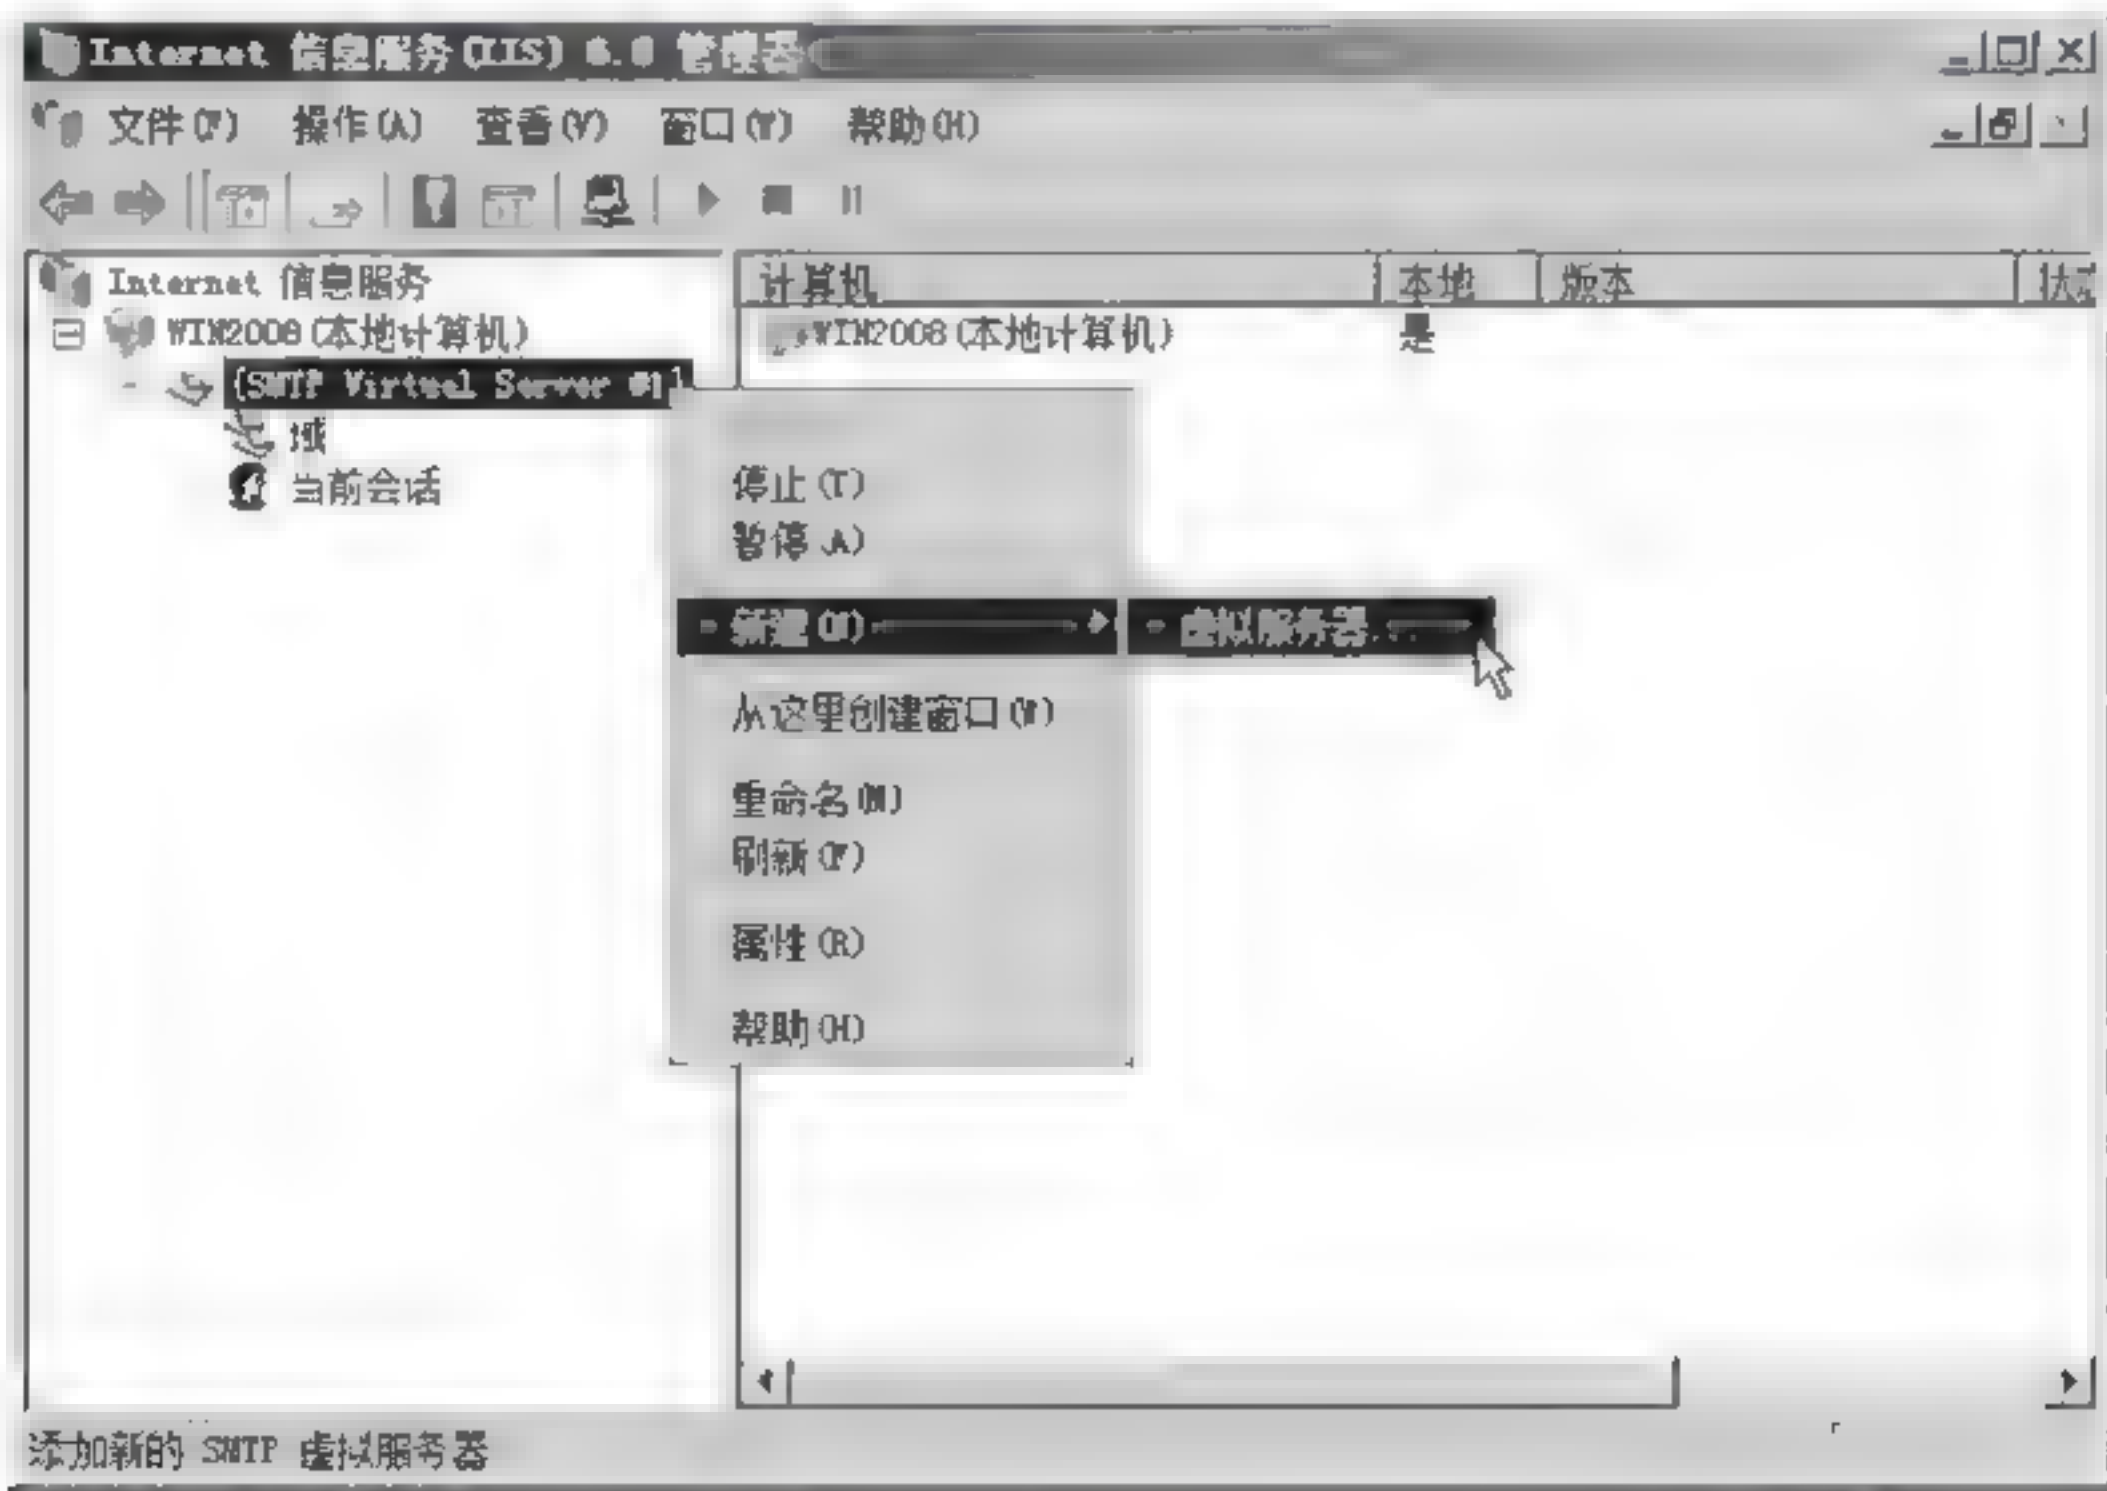 Internet 信息服务(IIS) 6.0 管理器
文件(F) 操作(A) 查看(V) 窗口(W) 帮助(H)
Internet 信息服务
WIN2008(本地计算机)
[SMTP Virtual Server #1]
域
当前会话
计算机 本地 版本 状态
WIN2008(本地计算机) 是
停止(T)
暂停(A)
新建(N)
虚拟服务器...
从这里创建窗口(W)
重命名(M)
刷新(F)
属性(R)
帮助(H)
添加新的 SMTP 虚拟服务器